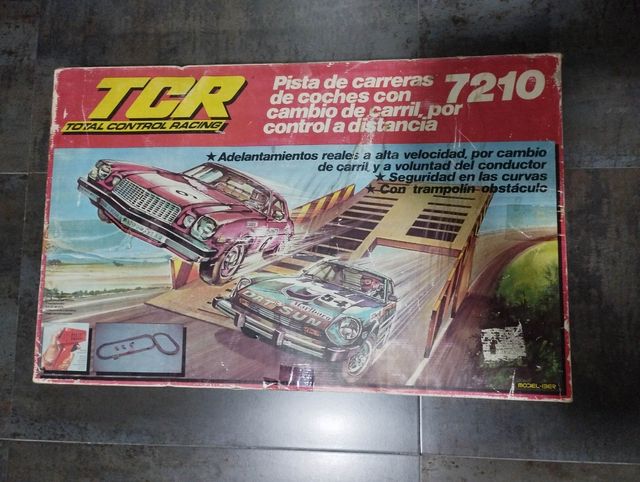 TCR
TOTAL CONTROL RACING
Pista de carreras
de coches con
cambio de carril, por
control a distancia
7210
★ Adelantamientos reales a alta velocidad, por cambio
de carril, y a voluntad del conductor
★ Seguridad en las curvas
★ Con trampolín obstáculo
DATSUN
MODEL-IBER